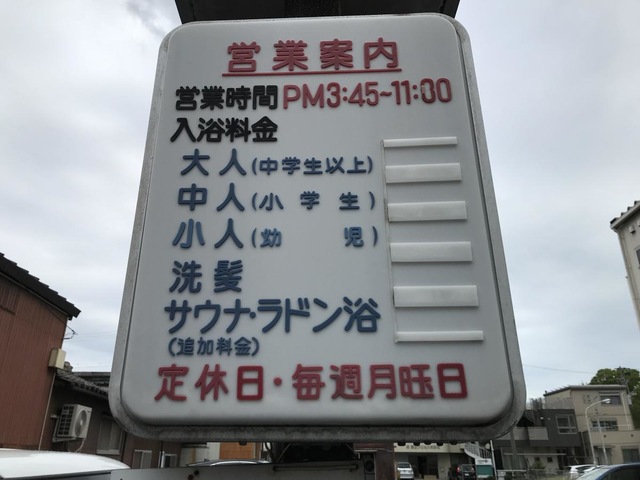 営業案内
営業時間 PM3:45~11:00
入浴料金
大人(中学生以上)
中人(小学生)
小人(幼児)
洗髪
サウナ・ラドン浴
(追加料金)
定休日・毎週月曜日